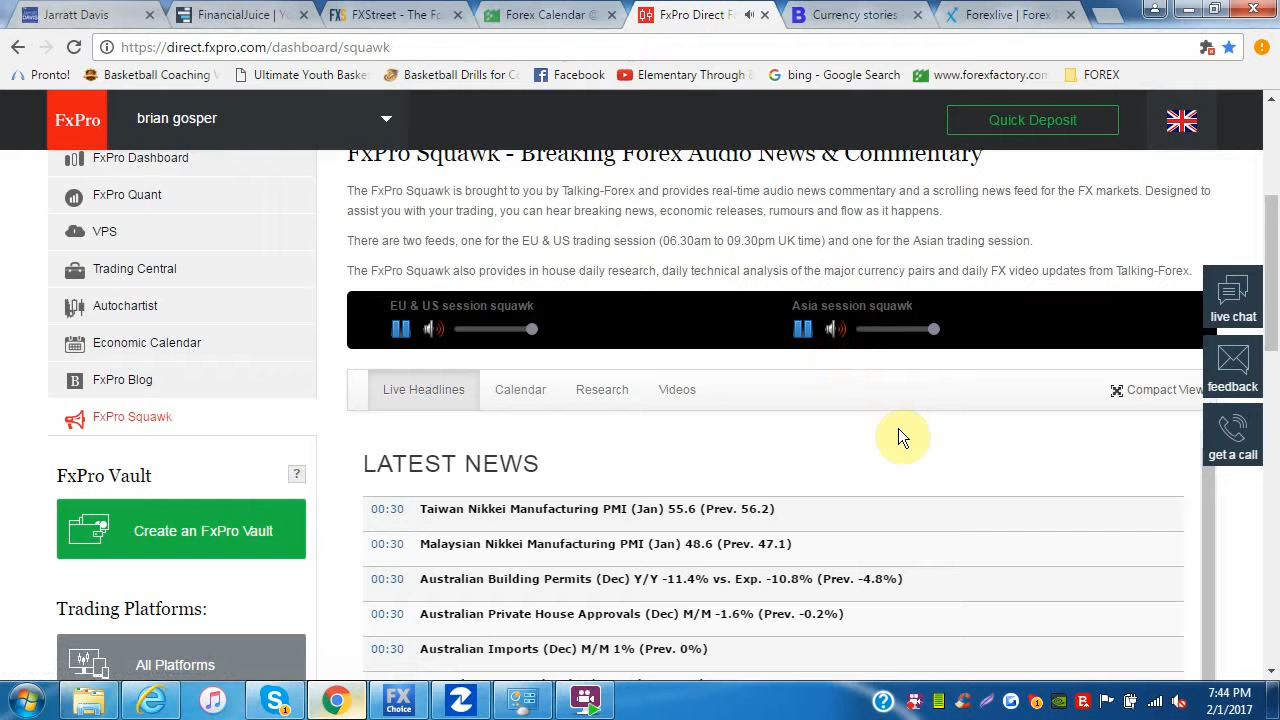 Jarratt Davis
FinancialJuice | Y
FXStreet - The Fo
Forex Calendar @
FxPro Direct F
Currency stories
Forexlive | Forex
https://direct.fxpro.com/dashboard/squawk
Pronto!
Basketball Coaching
Ultimate Youth Baske
Basketball Drills for C
Facebook
Elementary Through
ging - Google Search
www.forexfactory.com
FOREX
FxPro
brian gosper
Quick Deposit
FxPro Dashboard
FxPro Quant
VPS
Trading Central
Autochartist
Economic Calendar
FxPro Blog
FxPro Squawk
FxPro Vault
?
Create an FxPro Vault
Trading Platforms:
All Platforms
FxPro Squawk - Breaking Forex Audio News & Commentary
The FxPro Squawk is brought to you by Talking-Forex and provides real-time audio news commentary and a scrolling news feed for the FX markets. Designed to
assist you with your trading, you can hear breaking news, economic releases, rumours and flow as it happens.
There are two feeds, one for the EU & US trading session (06.30am to 09.30pm UK time) and one for the Asian trading session.
The FxPro Squawk also provides in house daily research, daily technical analysis of the major currency pairs and daily FX video updates from Talking-Forex.
EU & US session squawk
Asia session squawk
Live Headlines
Calendar
Research
Videos
Compact View
LATEST NEWS
00:30 Taiwan Nikkei Manufacturing PMI (Jan) 55.6 (Prev. 56.2)
00:30 Malaysian Nikkei Manufacturing PMI (Jan) 48.6 (Prev. 47.1)
00:30 Australian Building Permits (Dec) Y/Y -11.4% vs. Exp. -10.8% (Prev. -4.8%)
00:30 Australian Private House Approvals (Dec) M/M -1.6% (Prev. -0.2%)
00:30 Australian Imports (Dec) M/M 1% (Prev. 0%)
live chat
feedback
get a call
FX
Choice
7:44 PM
2/1/2017